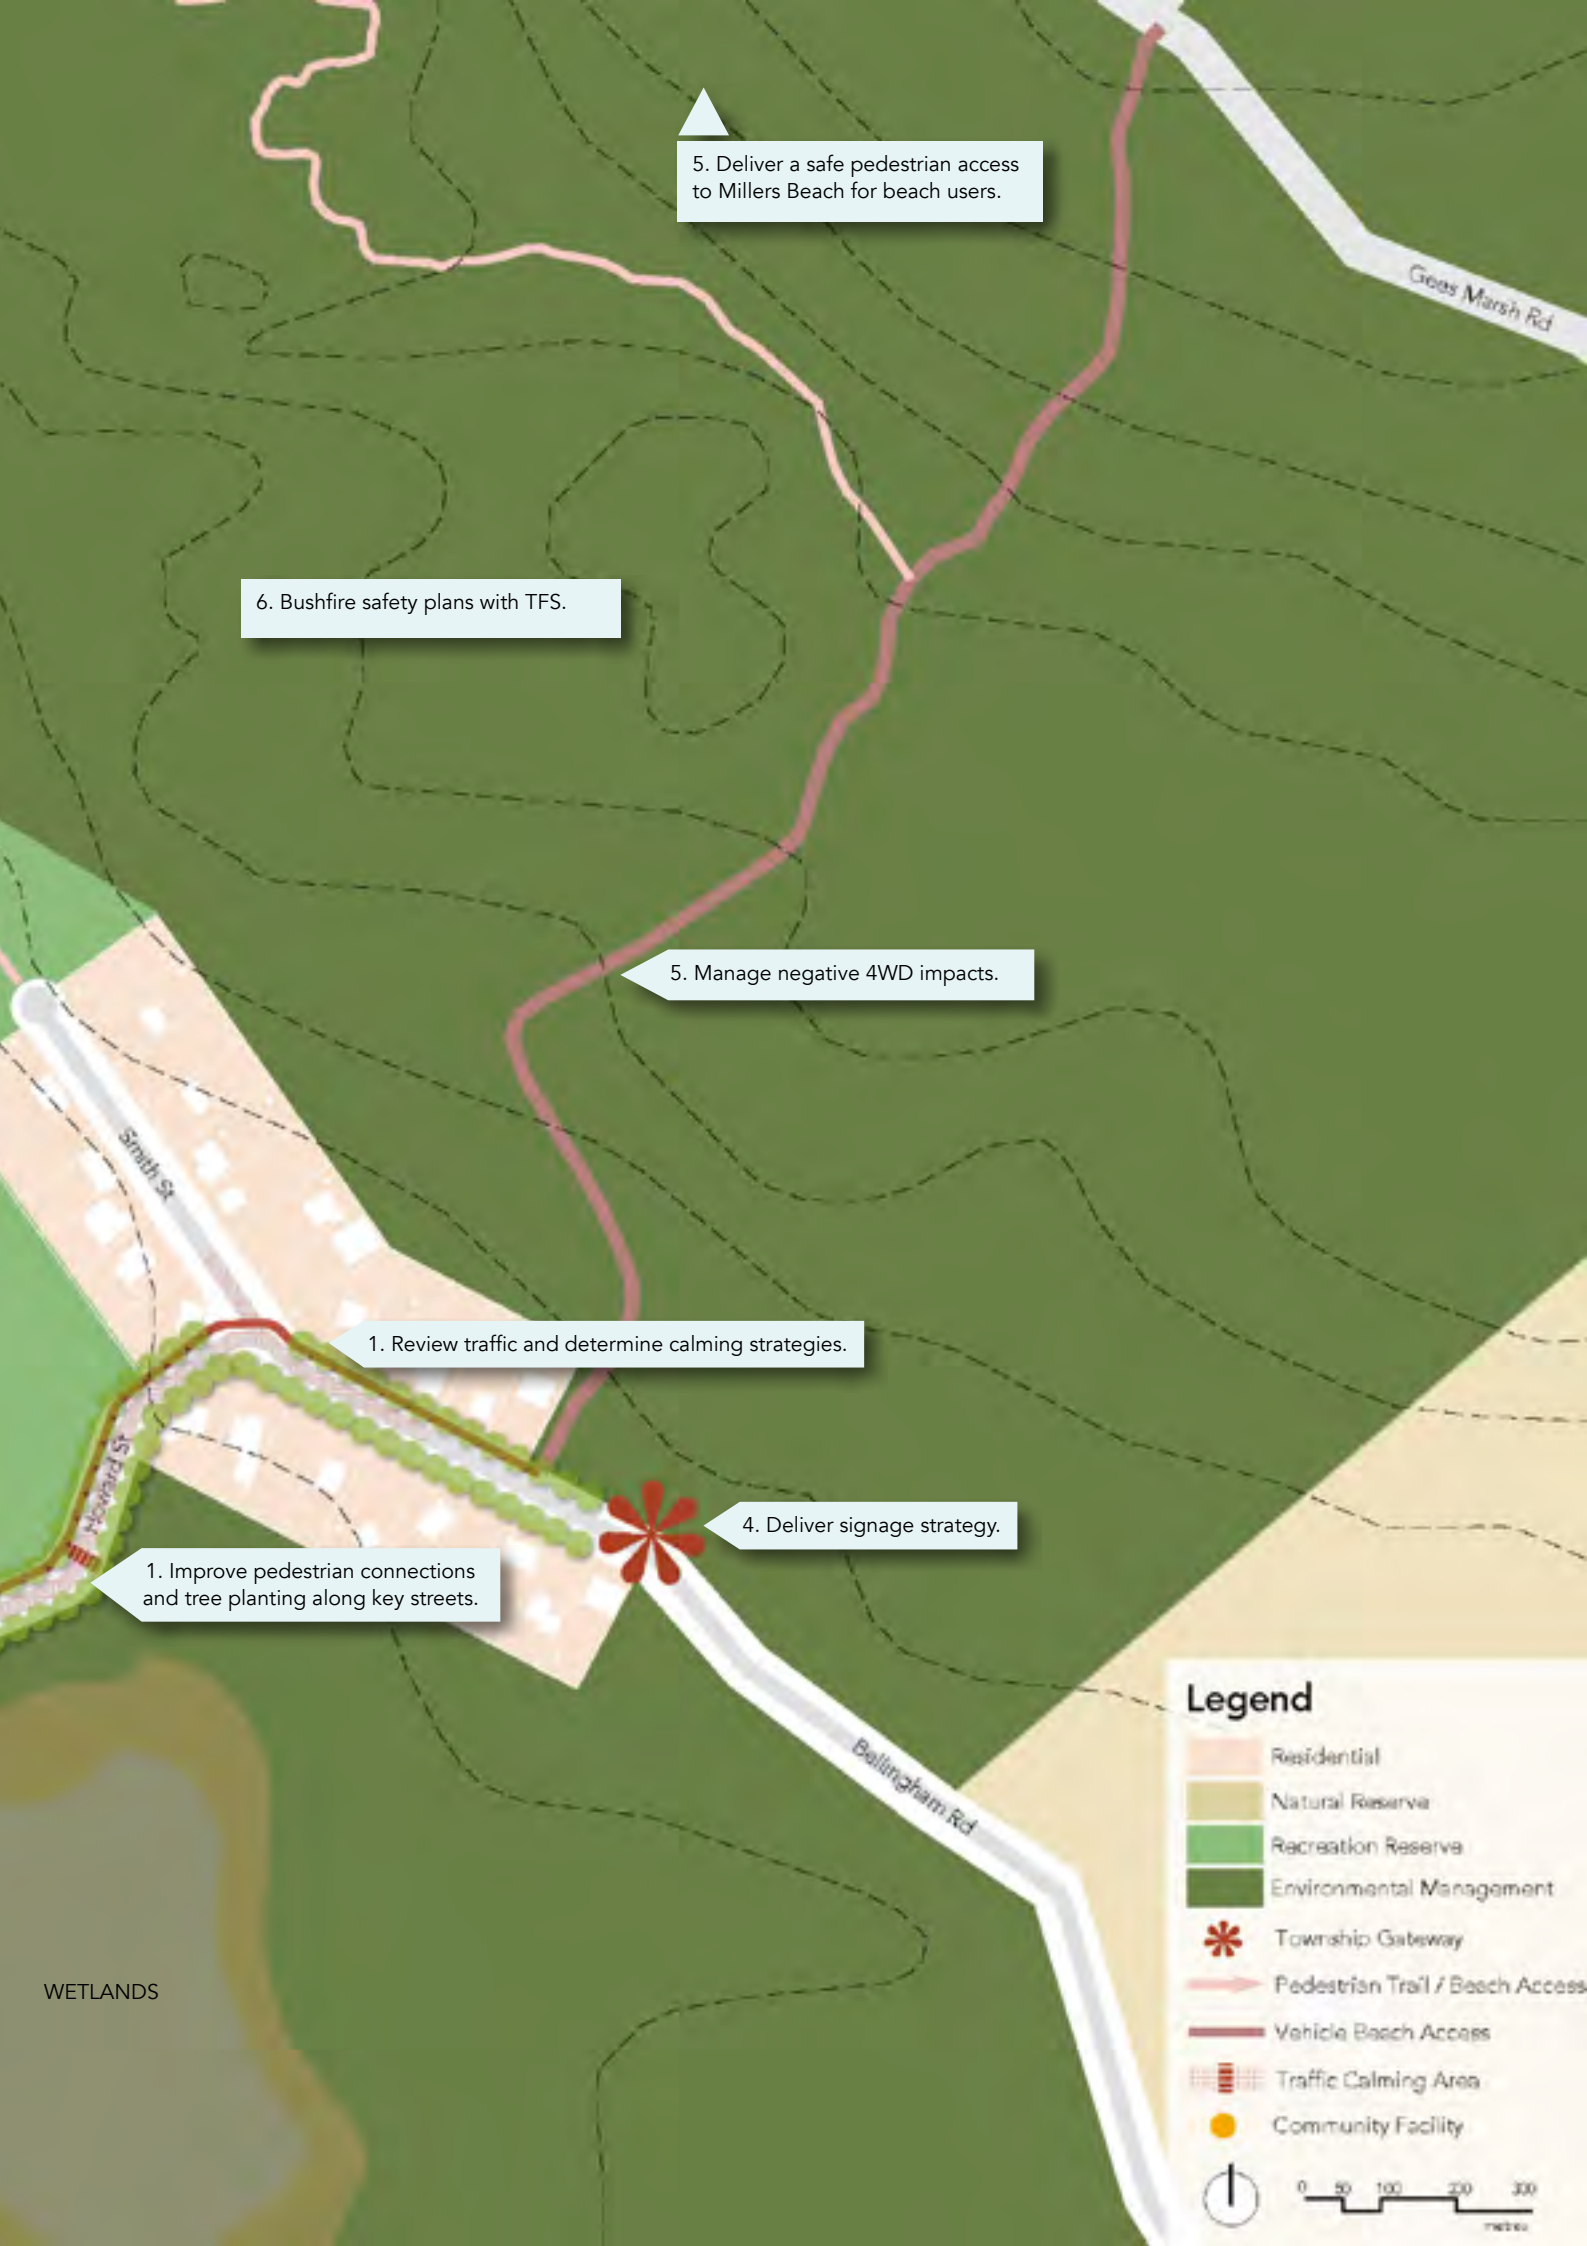 5. Deliver a safe pedestrian access
to Millers Beach for beach users.
Gees Marsh Rd
6. Bushfire safety plans with TFS.
5. Manage negative 4WD impacts.
Smith St
1. Review traffic and determine calming strategies.
Howard St
4. Deliver signage strategy.
1. Improve pedestrian connections
and tree planting along key streets.
Bellingham Rd
WETLANDS
Legend
Residential
Natural Reserve
Recreation Reserve
Environmental Management
Township Gateway
Pedestrian Trail / Beach Access
Vehicle Beach Access
Traffic Calming Area
Community Facility
0 50 100 200 300
metres